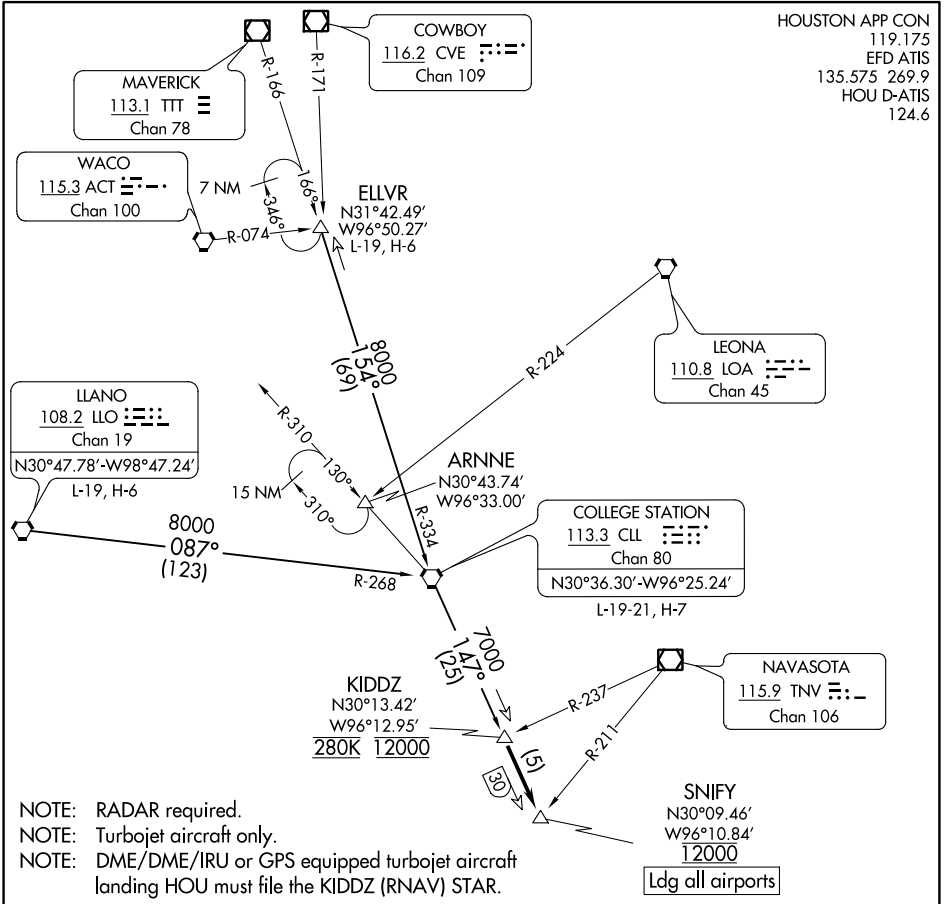 HOUSTON APP CON
119.175
EFD ATIS
135.575 269.9
HOU D-ATIS
124.6
COWBOY
116.2 CVE
Chan 109
MAVERICK
113.1 TTT
Chan 78
R-166
R-171
WACO
115.3 ACT
Chan 100
7 NM
166°
346°
R-074
ELLVR
N31°42.49'
W96°50.27'
L-19, H-6
8000
154°
(69)
LEONA
110.8 LOA
Chan 45
R-224
LLANO
108.2 LLO
Chan 19
N30°47.78'-W98°47.24'
L-19, H-6
R-310
130°
310°
15 NM
ARNNE
N30°43.74'
W96°33.00'
R-334
8000
087°
(123)
R-268
COLLEGE STATION
113.3 CLL
Chan 80
N30°36.30'-W96°25.24'
L-19-21, H-7
7000
147°
(25)
KIDDZ
N30°13.42'
W96°12.95'
280K 12000
NAVASOTA
115.9 TNV
Chan 106
R-237
R-211
(5)
30
SNIFY
N30°09.46'
W96°10.84'
12000
Ldg all airports
NOTE: RADAR required.
NOTE: Turbojet aircraft only.
NOTE: DME/DME/IRU or GPS equipped turbojet aircraft
landing HOU must file the KIDDZ (RNAV) STAR.